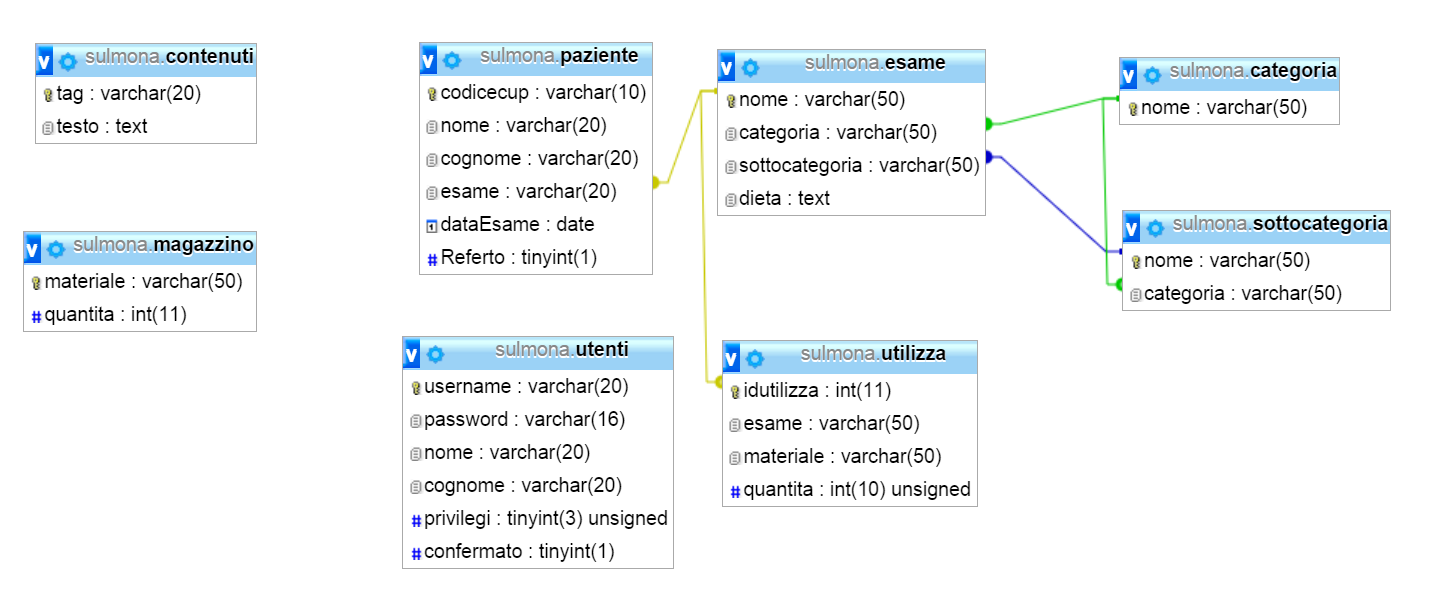 sulmona.contenuti
tag : varchar(20)
testo : text
sulmona.magazzino
materiale : varchar(50)
quantita : int(11)
sulmona.paziente
codicecup : varchar(10)
nome : varchar(20)
cognome : varchar(20)
esame : varchar(20)
dataEsame : date
Referto : tinyint(1)
sulmona.utenti
username : varchar(20)
password : varchar(16)
nome : varchar(20)
cognome : varchar(20)
privilegi : tinyint(3) unsigned
confermato : tinyint(1)
sulmona.esame
nome : varchar(50)
categoria : varchar(50)
sottocategoria : varchar(50)
dieta : text
sulmona.utilizza
idutilizza : int(11)
esame : varchar(50)
materiale : varchar(50)
quantita : int(10) unsigned
sulmona.categoria
nome : varchar(50)
sulmona.sottocategoria
nome : varchar(50)
categoria : varchar(50)